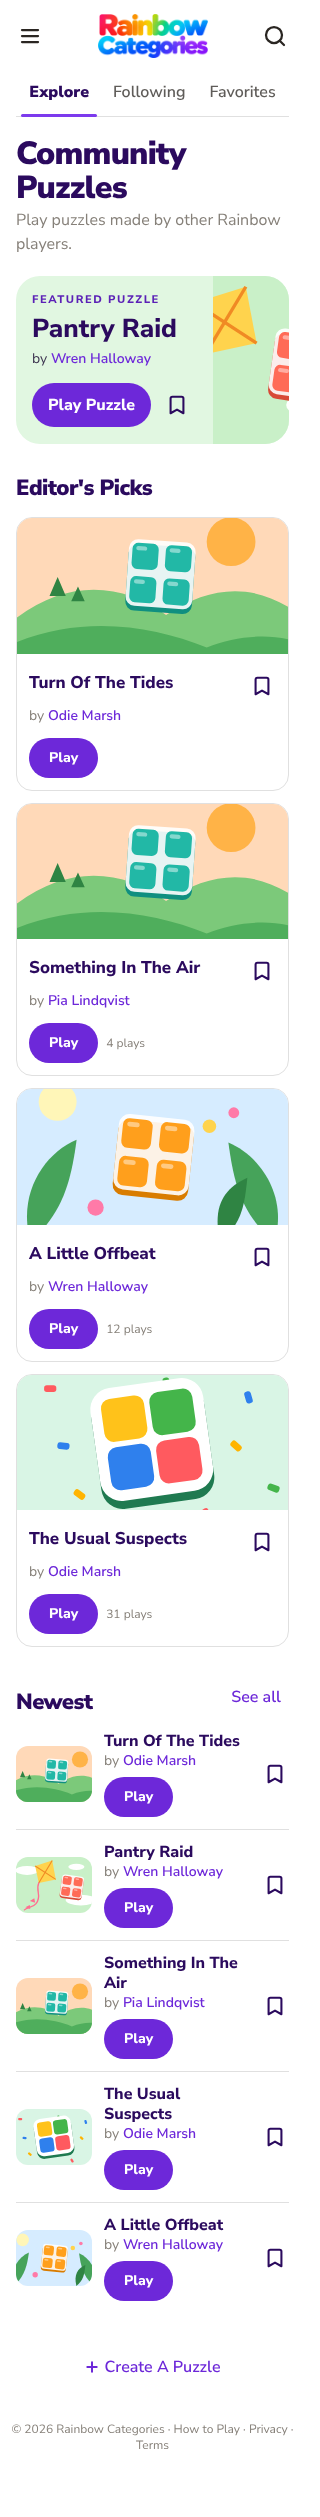 Rainbow
Categories
Explore
Following
Favorites
Community
Puzzles
Play puzzles made by other Rainbow
players.
FEATURED PUZZLE
Pantry Raid
by Wren Halloway
Play Puzzle
Editor's Picks
Turn Of The Tides
by Odie Marsh
Play
Something In The Air
by Pia Lindqvist
Play
4 plays
A Little Offbeat
by Wren Halloway
Play
12 plays
The Usual Suspects
by Odie Marsh
Play
31 plays
Newest
See all
Turn Of The Tides
by Odie Marsh
Play
Pantry Raid
by Wren Halloway
Play
Something In The
Air
by Pia Lindqvist
Play
The Usual
Suspects
by Odie Marsh
Play
A Little Offbeat
by Wren Halloway
Play
+ Create A Puzzle
© 2026 Rainbow Categories · How to Play · Privacy ·
Terms